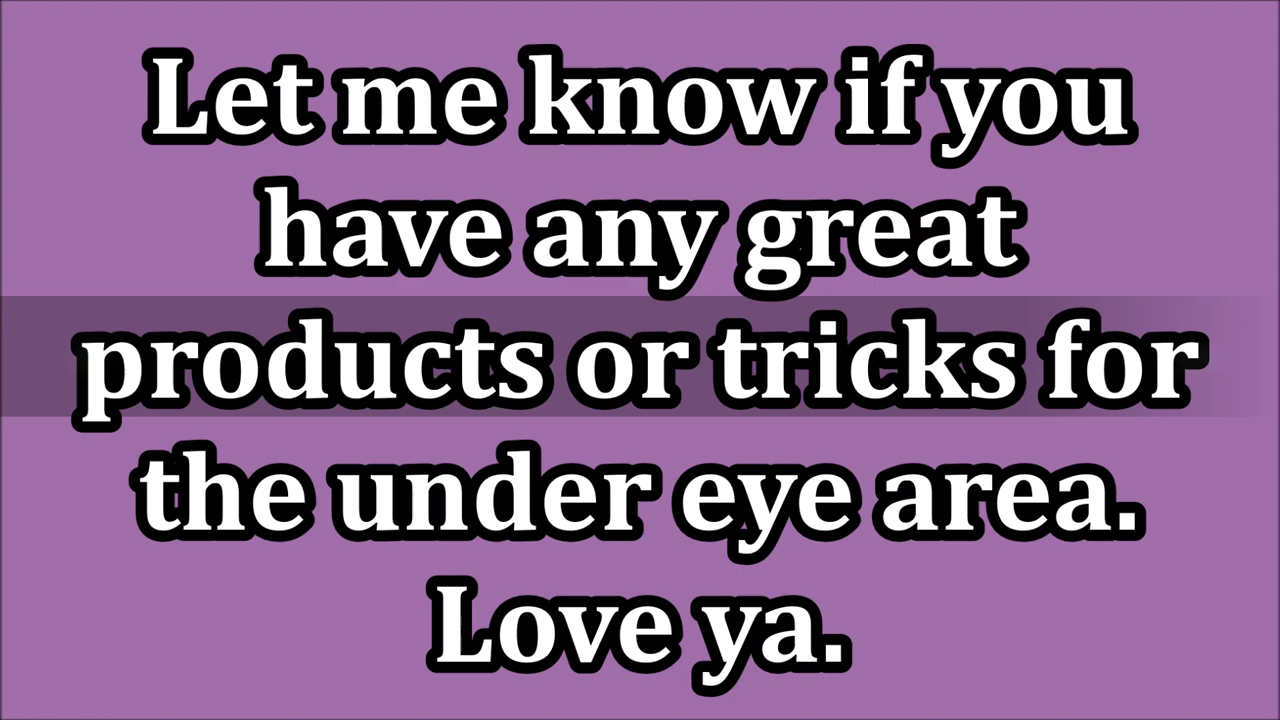 Let me know if you
have any great
products or tricks for
the under eye area.
Love ya.